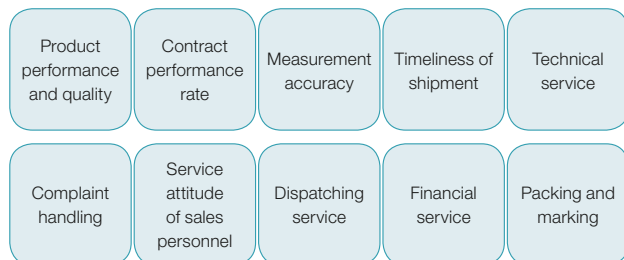 Product
performance
and quality
Contract
performance
rate
Measurement
accuracy
Timeliness of
shipment
Technical
service
Complaint
handling
Service
attitude
of sales
personnel
Dispatching
service
Financial
service
Packing and
marking